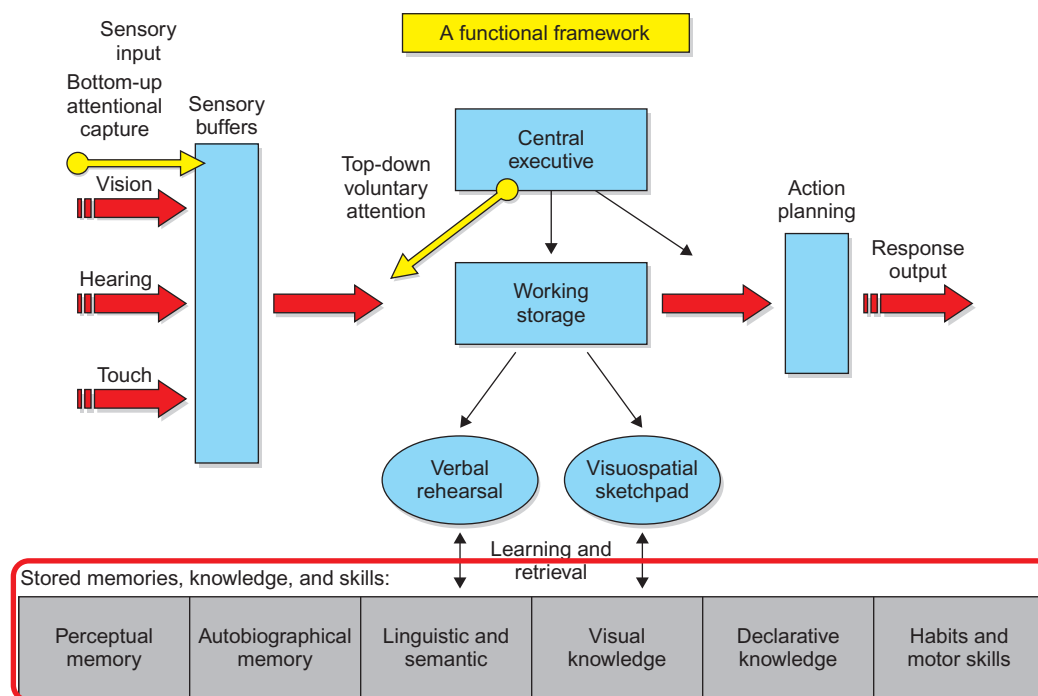 Sensory
input
A functional framework
Bottom-up
attentional
capture
Sensory
buffers
Central
executive
Top-down
voluntary
attention
Vision
Action
planning
Response
output
Hearing
Working
storage
Touch
Verbal
rehearsal
Visuospatial
sketchpad
Learning and
retrieval
Stored memories, knowledge, and skills:
Perceptual
memory
Autobiographical
memory
Linguistic and
semantic
Visual
knowledge
Declarative
knowledge
Habits and
motor skills